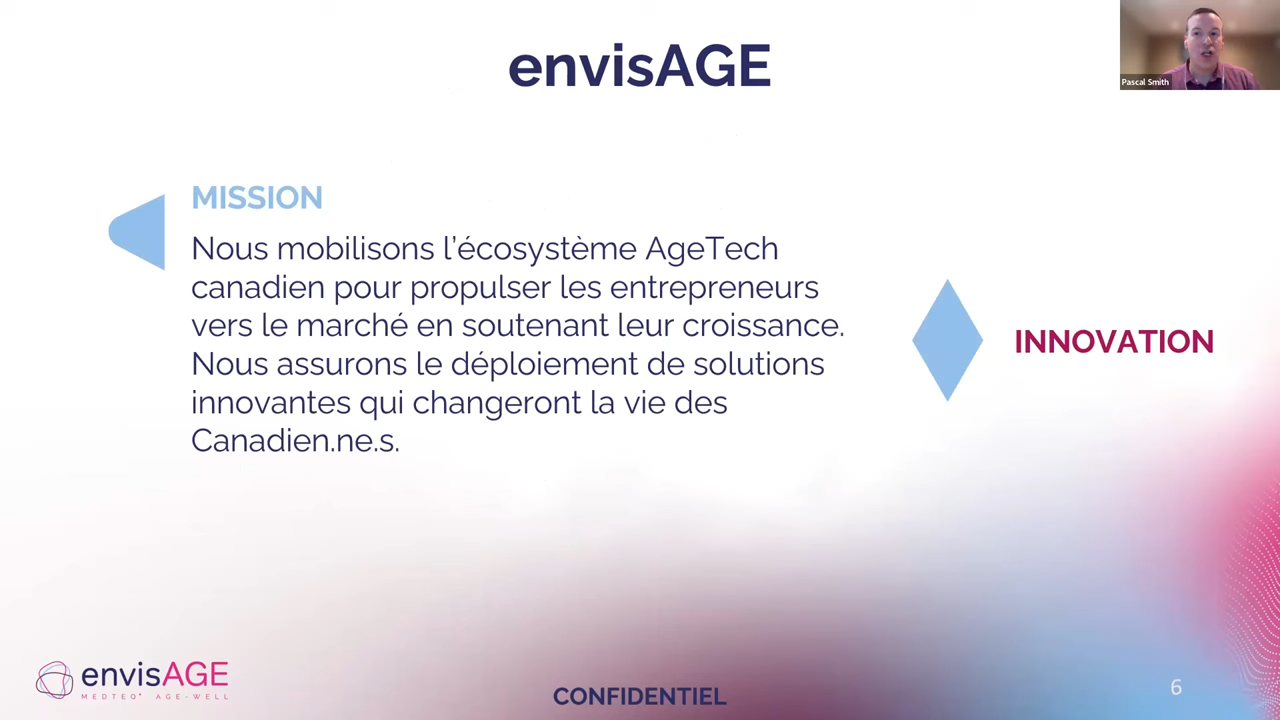 envisAGE
Pascal Smith
MISSION
Nous mobilisons l’écosystème AgeTech
canadien pour propulser les entrepreneurs
vers le marché en soutenant leur croissance.
Nous assurons le déploiement de solutions
innovantes qui changeront la vie des
Canadien.ne.s.
INNOVATION
envisAGE
MEDTEQ+ AGE-WELL
CONFIDENTIEL
6